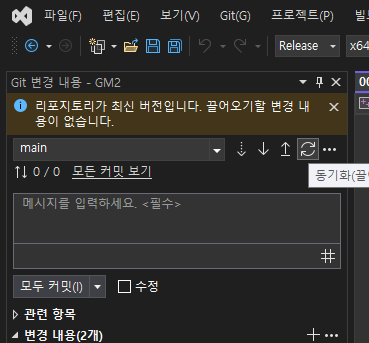 파일(F) 편집(E) 보기(V) Git(G) 프로젝트(P)
Release x64
Git 변경 내용 - GM2
리포지토리가 최신 버전입니다. 끌어오기할 변경 내
용이 없습니다.
main
0 / 0 모든 커밋 보기
동기화(끌
메시지를 입력하세요. <필수>
모두 커밋(I) 수정
관련 항목
변경 내용(2개)